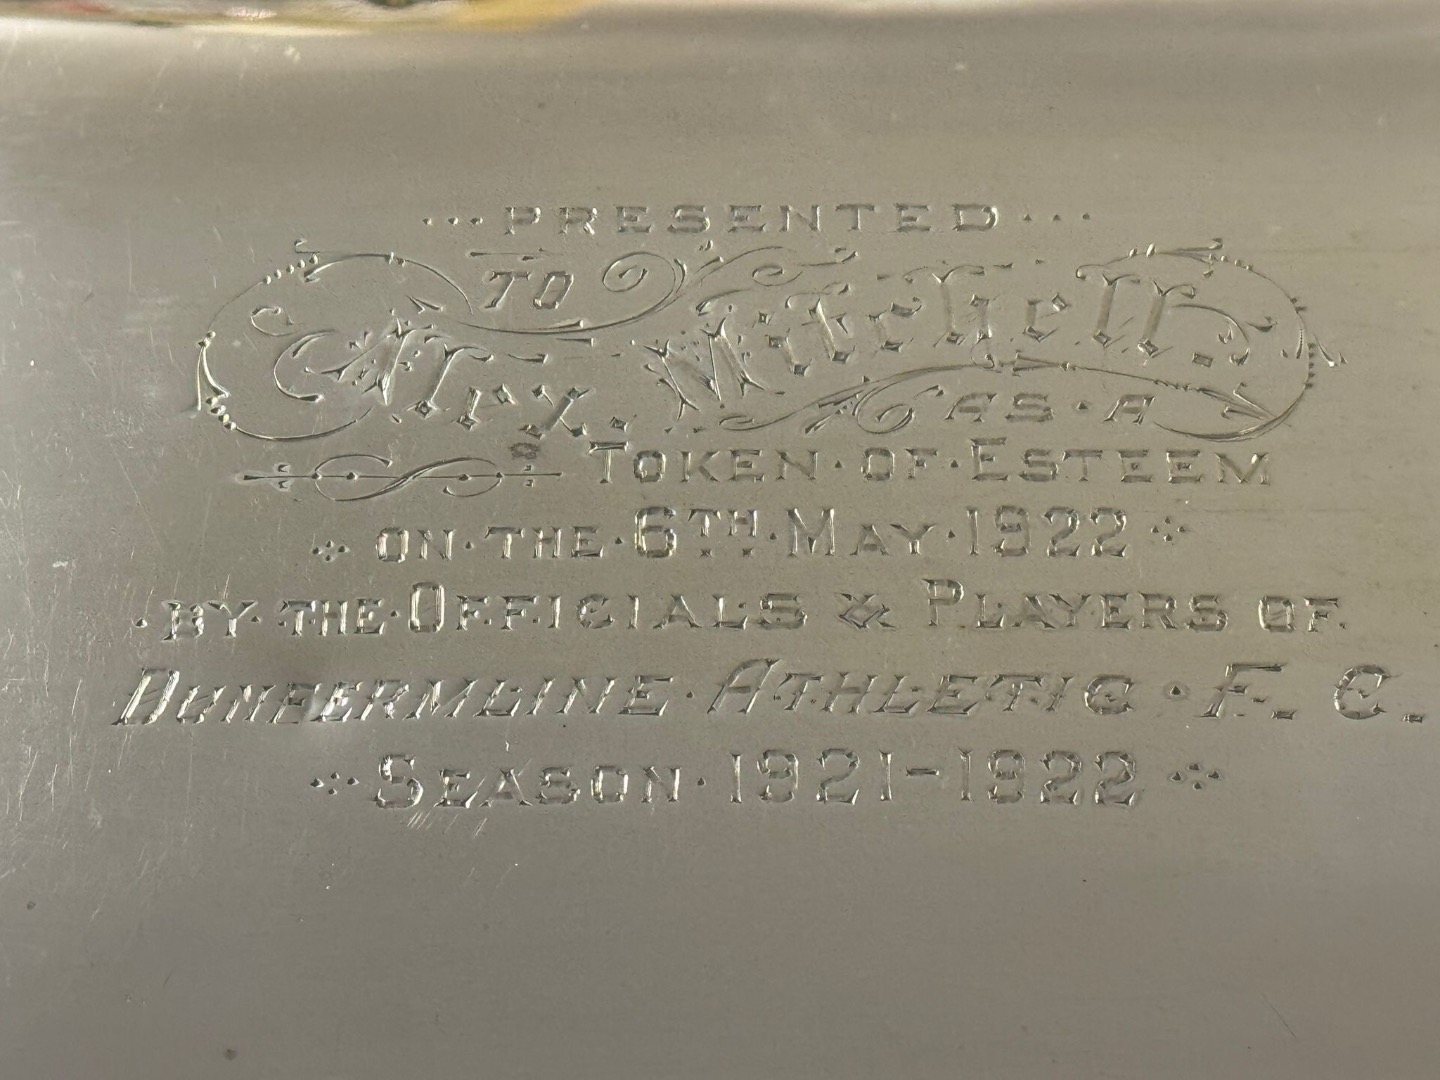 PRESENTED
TO
Alex. Mitchell.
AS·A
TOKEN·OF·ESTEEM
ON·THE·6TH·MAY·1922
·BY·THE·OFFICIALS & PLAYERS OF
DUNFERMLINE·ATHLETIC·F.C.
SEASON·1921-1922